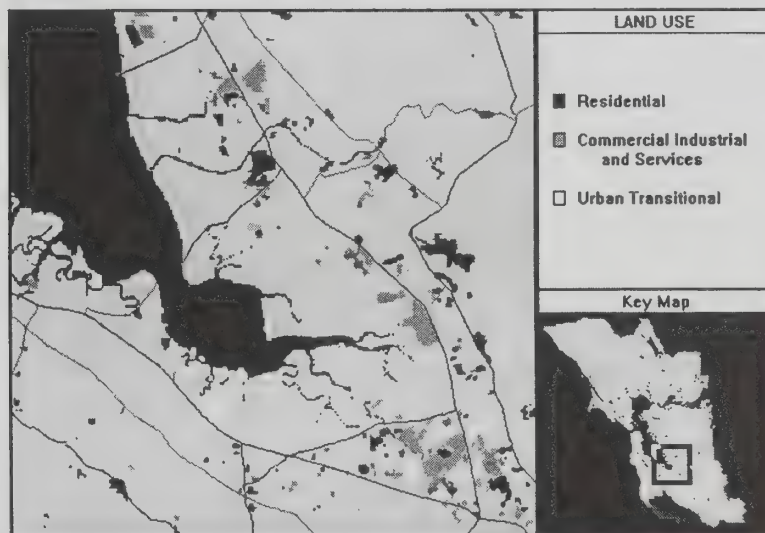 LAND USE
Residential
Commercial Industrial
and Services
Urban Transitional
Key Map